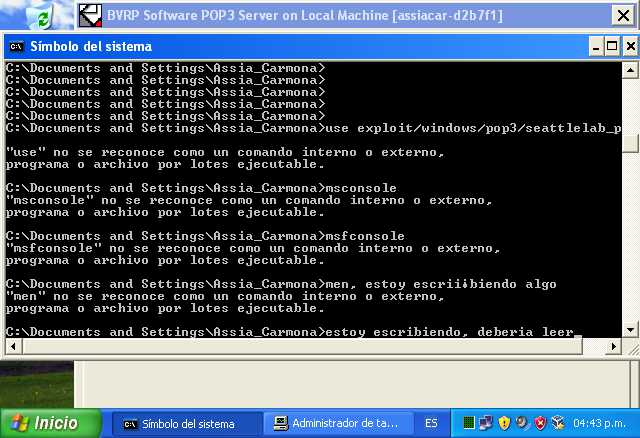 BVRP Software POP3 Server on Local Machine [assiacar-d2b7f1]
Símbolo del sistema
C:\Documents and Settings\Assia_Carmona>
C:\Documents and Settings\Assia_Carmona>
C:\Documents and Settings\Assia_Carmona>
C:\Documents and Settings\Assia_Carmona>
C:\Documents and Settings\Assia_Carmona>
C:\Documents and Settings\Assia_Carmona>use exploit/windows/pop3/seattlelab_p
"use" no se reconoce como un comando interno o externo,
programa o archivo por lotes ejecutable.
C:\Documents and Settings\Assia_Carmona>msconsole
"msconsole" no se reconoce como un comando interno o externo,
programa o archivo por lotes ejecutable.
C:\Documents and Settings\Assia_Carmona>msfconsole
"msfconsole" no se reconoce como un comando interno o externo,
programa o archivo por lotes ejecutable.
C:\Documents and Settings\Assia_Carmona>men, estoy escriiibiendo algo
"men" no se reconoce como un comando interno o externo,
programa o archivo por lotes ejecutable.
C:\Documents and Settings\Assia_Carmona>estoy escribiendo, deberia leer_
Inicio
Símbolo del sistema
Administrador de ta...
ES
04:43 p.m.